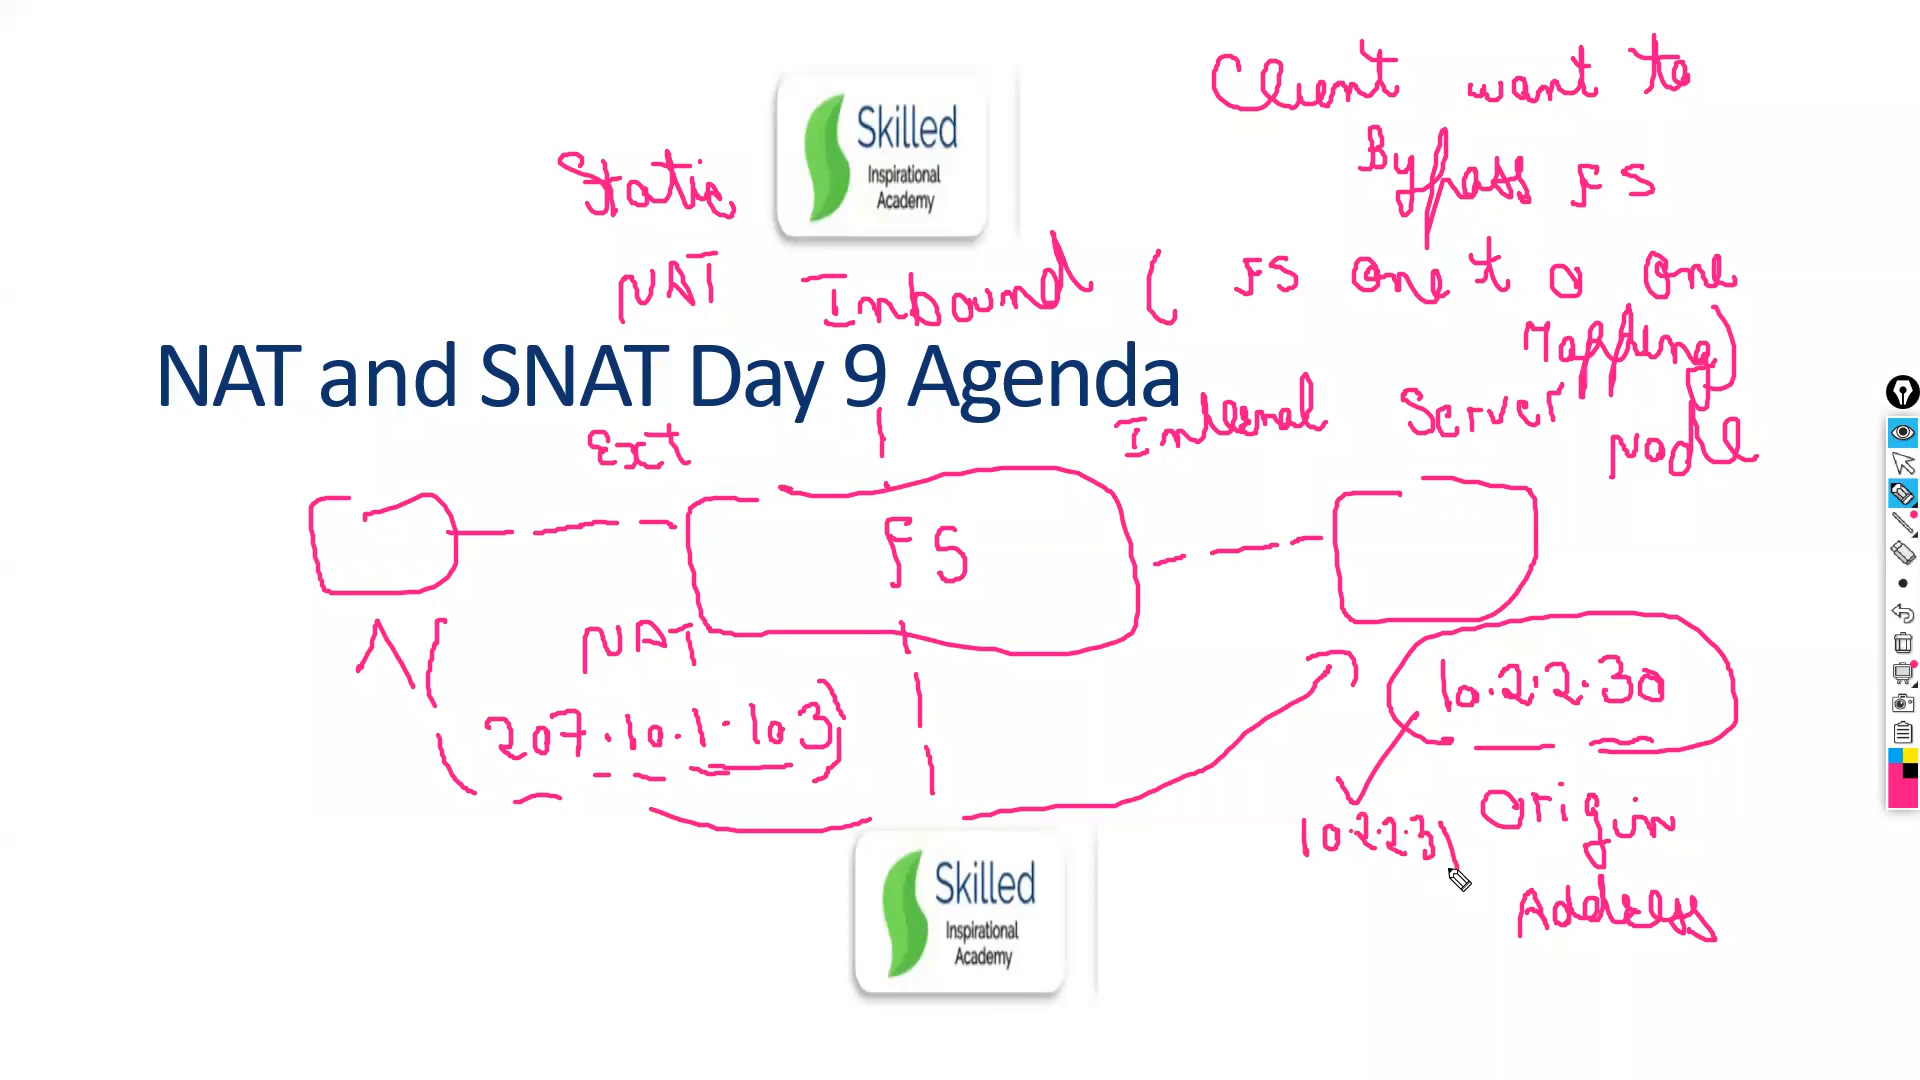 Client want to
Bypass FS
Skilled
Inspirational
Academy
Static
NAT Inbound ( FS one t o one
Mapping)
NAT and SNAT Day 9 Agenda
Ext
Internal Server
Node
FS
NAT
207.10.1.103)
10.2.2.30
10.2.2.31
Origin
Address
Skilled
Inspirational
Academy